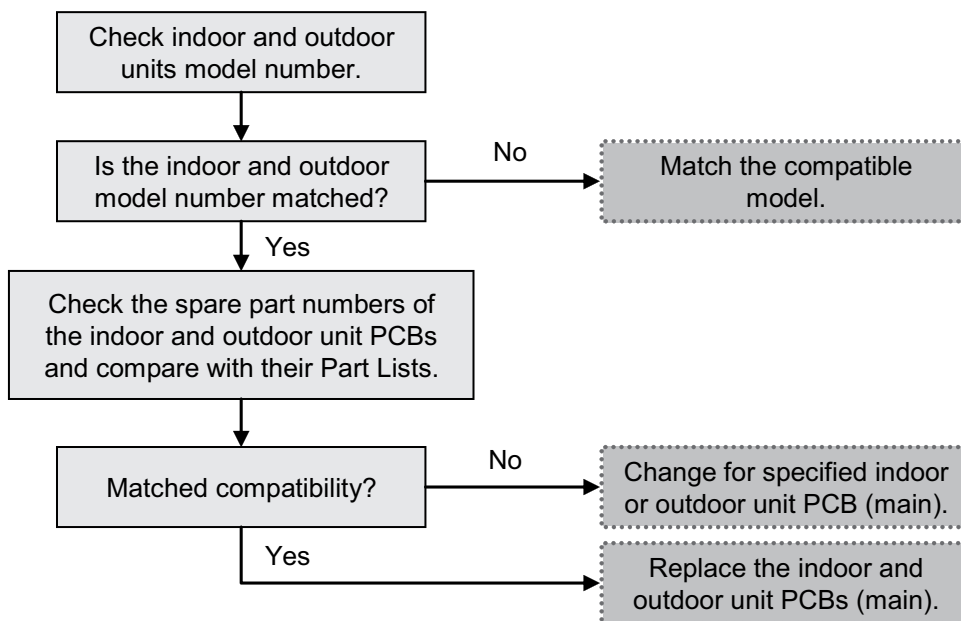 Check indoor and outdoor
units model number.
Is the indoor and outdoor
model number matched?
No
Match the compatible
model.
Yes
Check the spare part numbers of
the indoor and outdoor unit PCBs
and compare with their Part Lists.
Matched compatibility?
No
Change for specified indoor
or outdoor unit PCB (main).
Yes
Replace the indoor and
outdoor unit PCBs (main).